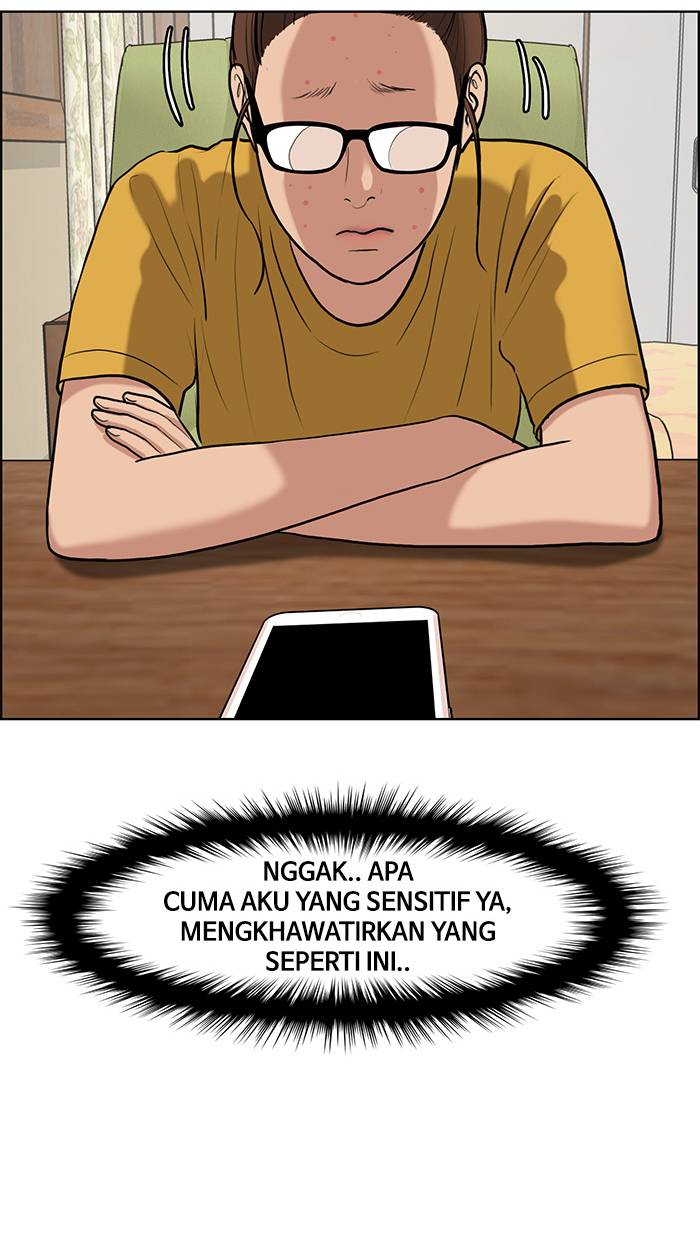 NGGAK.. APA
CUMA AKU YANG SENSITIF YA,
MENGKHAWATIRKAN YANG
SEPERTI INI..